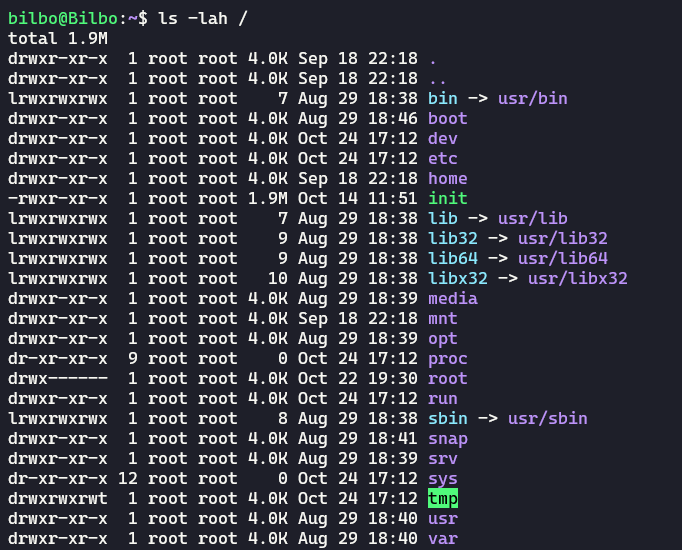 bilbo@Bilbo:~$ ls -lah /
total 1.9M
drwxr-xr-x  1 root root 4.0K Sep 18 22:18 .
drwxr-xr-x  1 root root 4.0K Sep 18 22:18 ..
lrwxrwxrwx  1 root root    7 Aug 29 18:38 bin -> usr/bin
drwxr-xr-x  1 root root 4.0K Aug 29 18:46 boot
drwxr-xr-x  1 root root 4.0K Oct 24 17:12 dev
drwxr-xr-x  1 root root 4.0K Oct 24 17:12 etc
drwxr-xr-x  1 root root 4.0K Sep 18 22:18 home
-rwxr-xr-x  1 root root 1.9M Oct 14 11:51 init
lrwxrwxrwx  1 root root    7 Aug 29 18:38 lib -> usr/lib
lrwxrwxrwx  1 root root    9 Aug 29 18:38 lib32 -> usr/lib32
lrwxrwxrwx  1 root root    9 Aug 29 18:38 lib64 -> usr/lib64
lrwxrwxrwx  1 root root   10 Aug 29 18:38 libx32 -> usr/libx32
drwxr-xr-x  1 root root 4.0K Aug 29 18:39 media
drwxr-xr-x  1 root root 4.0K Sep 18 22:18 mnt
drwxr-xr-x  1 root root 4.0K Aug 29 18:39 opt
dr-xr-xr-x  9 root root    0 Oct 24 17:12 proc
drwx------  1 root root 4.0K Oct 22 19:30 root
drwxr-xr-x  1 root root 4.0K Oct 24 17:12 run
lrwxrwxrwx  1 root root    8 Aug 29 18:38 sbin -> usr/sbin
drwxr-xr-x  1 root root 4.0K Aug 29 18:41 snap
drwxr-xr-x  1 root root 4.0K Aug 29 18:39 srv
dr-xr-xr-x 12 root root    0 Oct 24 17:12 sys
drwxrwxrwt  1 root root 4.0K Oct 24 17:12 tmp
drwxr-xr-x  1 root root 4.0K Aug 29 18:40 usr
drwxr-xr-x  1 root root 4.0K Aug 29 18:40 var